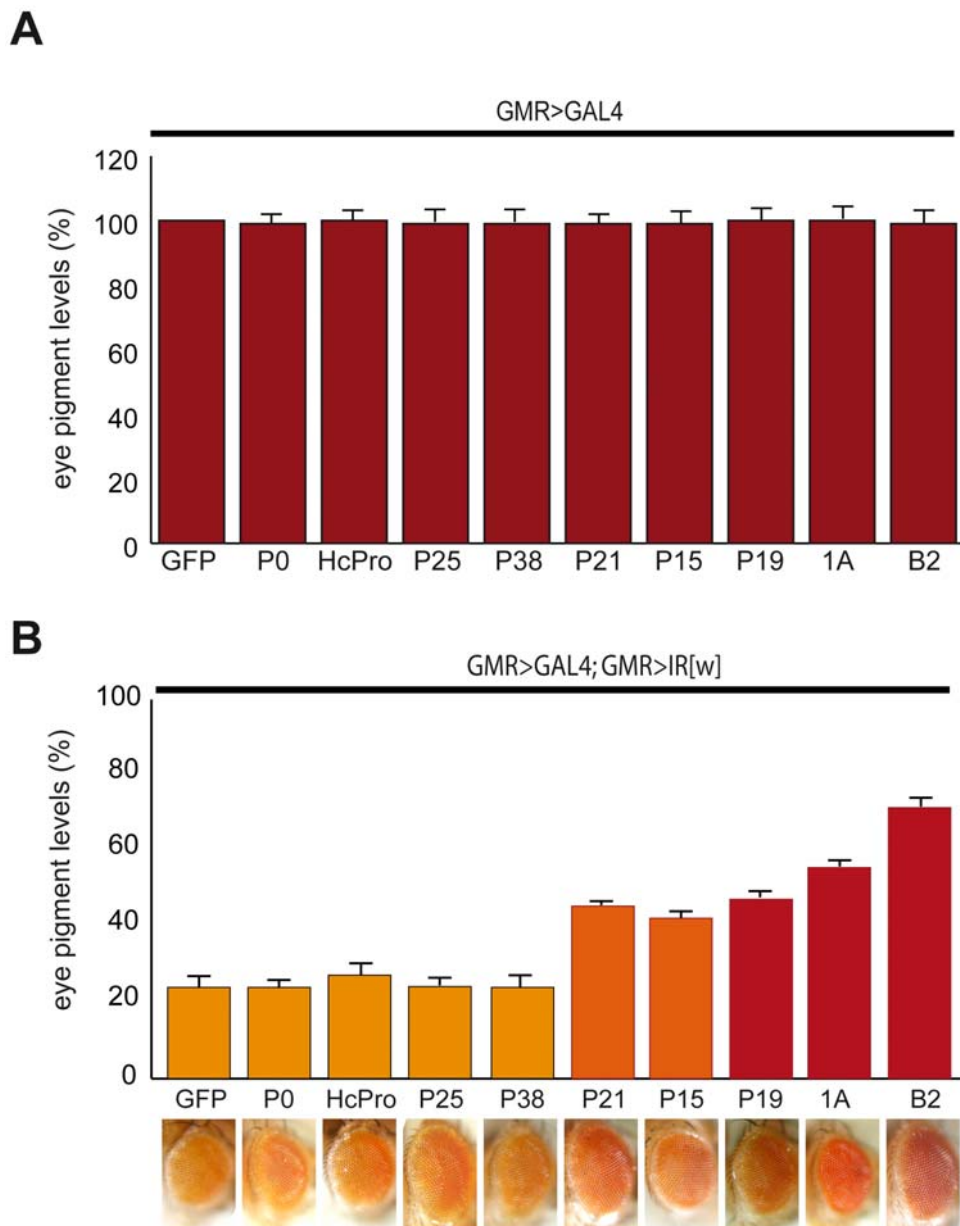 A
GMR>GAL4
eye pigment levels (%)
120
100
80
60
40
20
0
GFP P0 HcPro P25 P38 P21 P15 P19 1A B2
B
GMR>GAL4; GMR>IR[w]
eye pigment levels (%)
100
80
60
40
20
0
GFP P0 HcPro P25 P38 P21 P15 P19 1A B2